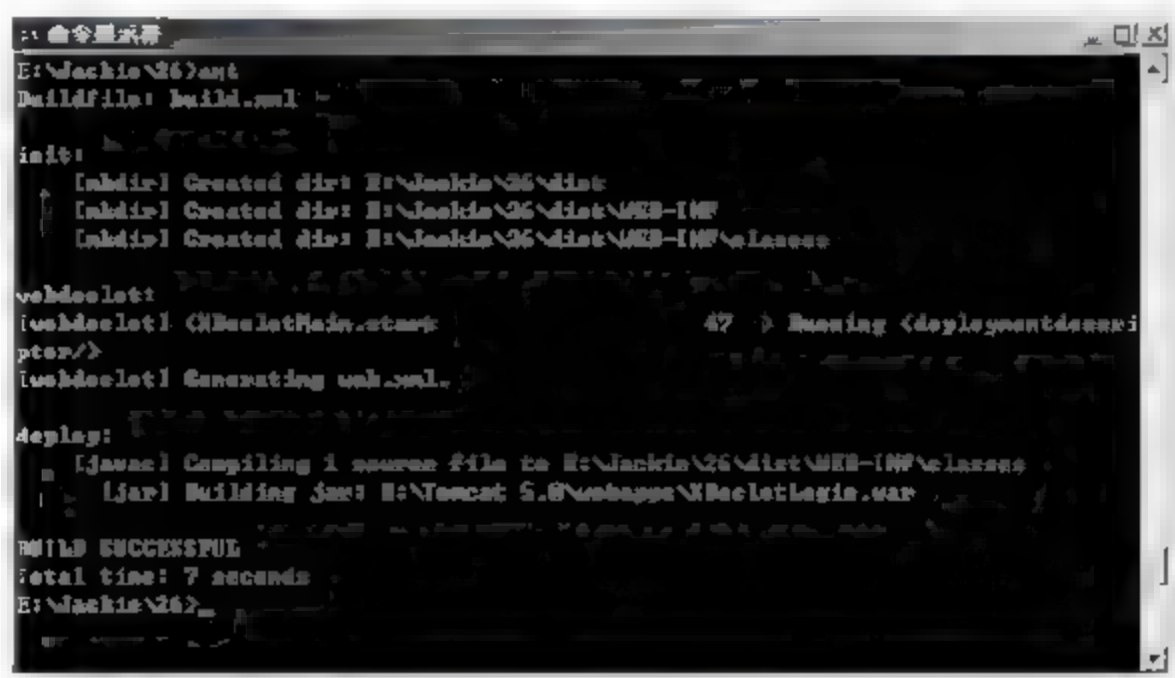 命令提示符
E:\Jackie\26>ant
Buildfile: build.xml
init:
[mkdir] Created dir: E:\Jackie\26\dist
[mkdir] Created dir: E:\Jackie\26\dist\WEB-INF
[mkdir] Created dir: E:\Jackie\26\dist\WEB-INF\classes
webdoclet:
[webdoclet] (XDocletMain.start 47 ) Running <deploymentdescri
ptor/>
[webdoclet] Generating web.xml.
deploy:
[javac] Compiling 1 source file to E:\Jackie\26\dist\WEB-INF\classes
[jar] Building jar: E:\Tomcat 5.0\webapps\XDocletLogin.war
BUILD SUCCESSFUL
Total time: 7 seconds
E:\Jackie\26>_